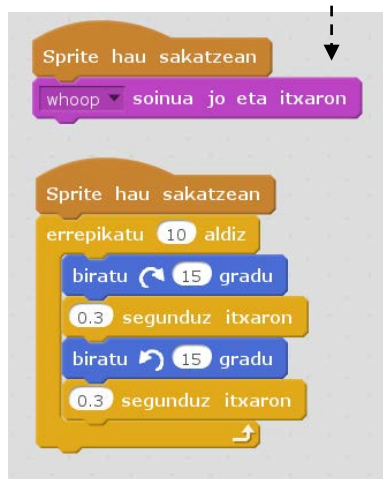 Sprite hau sakatzean
whoop soinua jo eta itxaron
Sprite hau sakatzean
errepikatu 10 aldiz
biratu 15 gradu
0.3 segunduz itxaron
biratu 15 gradu
0.3 segunduz itxaron